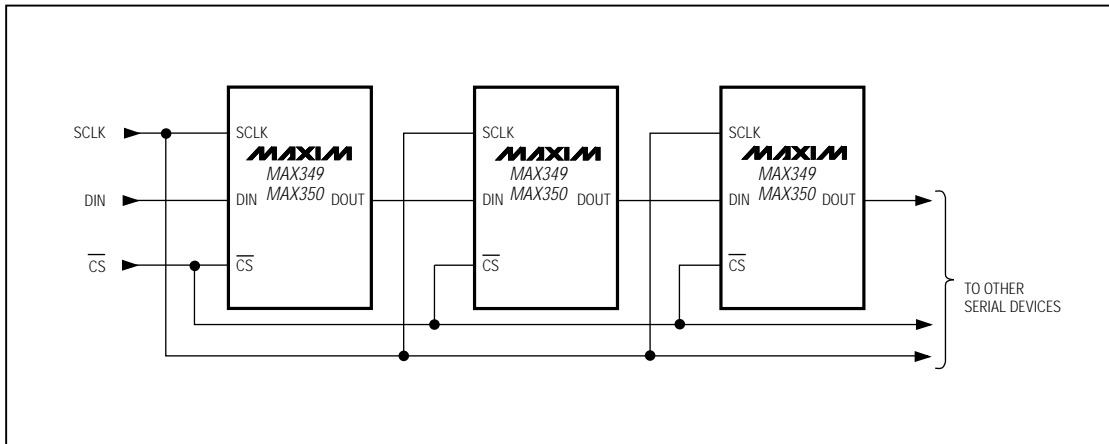 SCLK
DIN
CS
SCLK
MAXIM
MAX349
MAX350
DIN
DOUT
CS
SCLK
MAXIM
MAX349
MAX350
DIN
DOUT
CS
SCLK
MAXIM
MAX349
MAX350
DIN
DOUT
CS
TO OTHER
SERIAL DEVICES